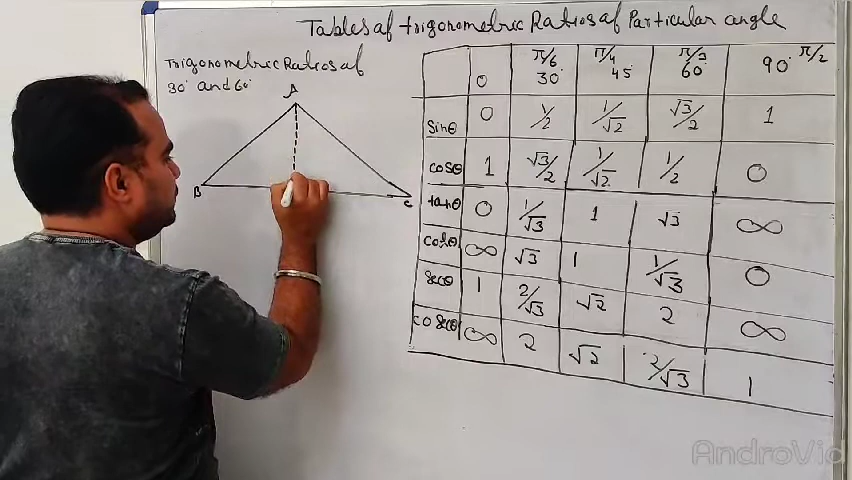 Tables of trigonometric Ratios of Particular angle
Trigonometric Ratios of
30° and 60°
A
B
C
0 π/6 30° π/4 45° π/3 60° 90° π/2
Sinθ 0 1/2 1/√2 √3/2 1
cosθ 1 √3/2 1/√2 1/2 0
tanθ 0 1/√3 1 √3 ∞
cotθ ∞ √3 1 1/√3 0
secθ 1 2/√3 √2 2 ∞
cosecθ ∞ 2 √2 2/√3 1
AndroVid